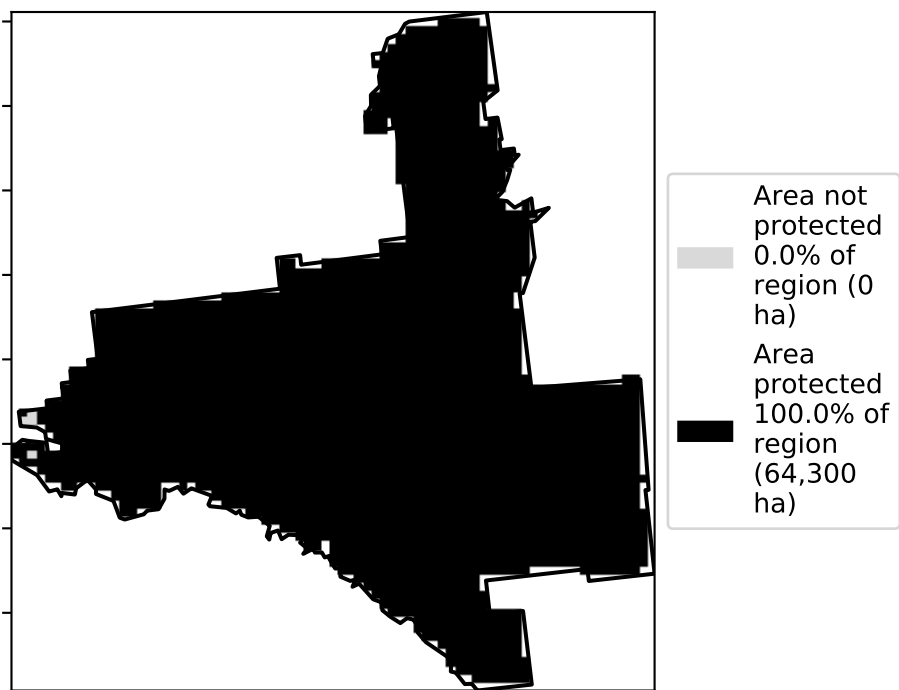 Area not
protected
0.0% of
region (0
ha)
Area
protected
100.0% of
region
(64,300
ha)